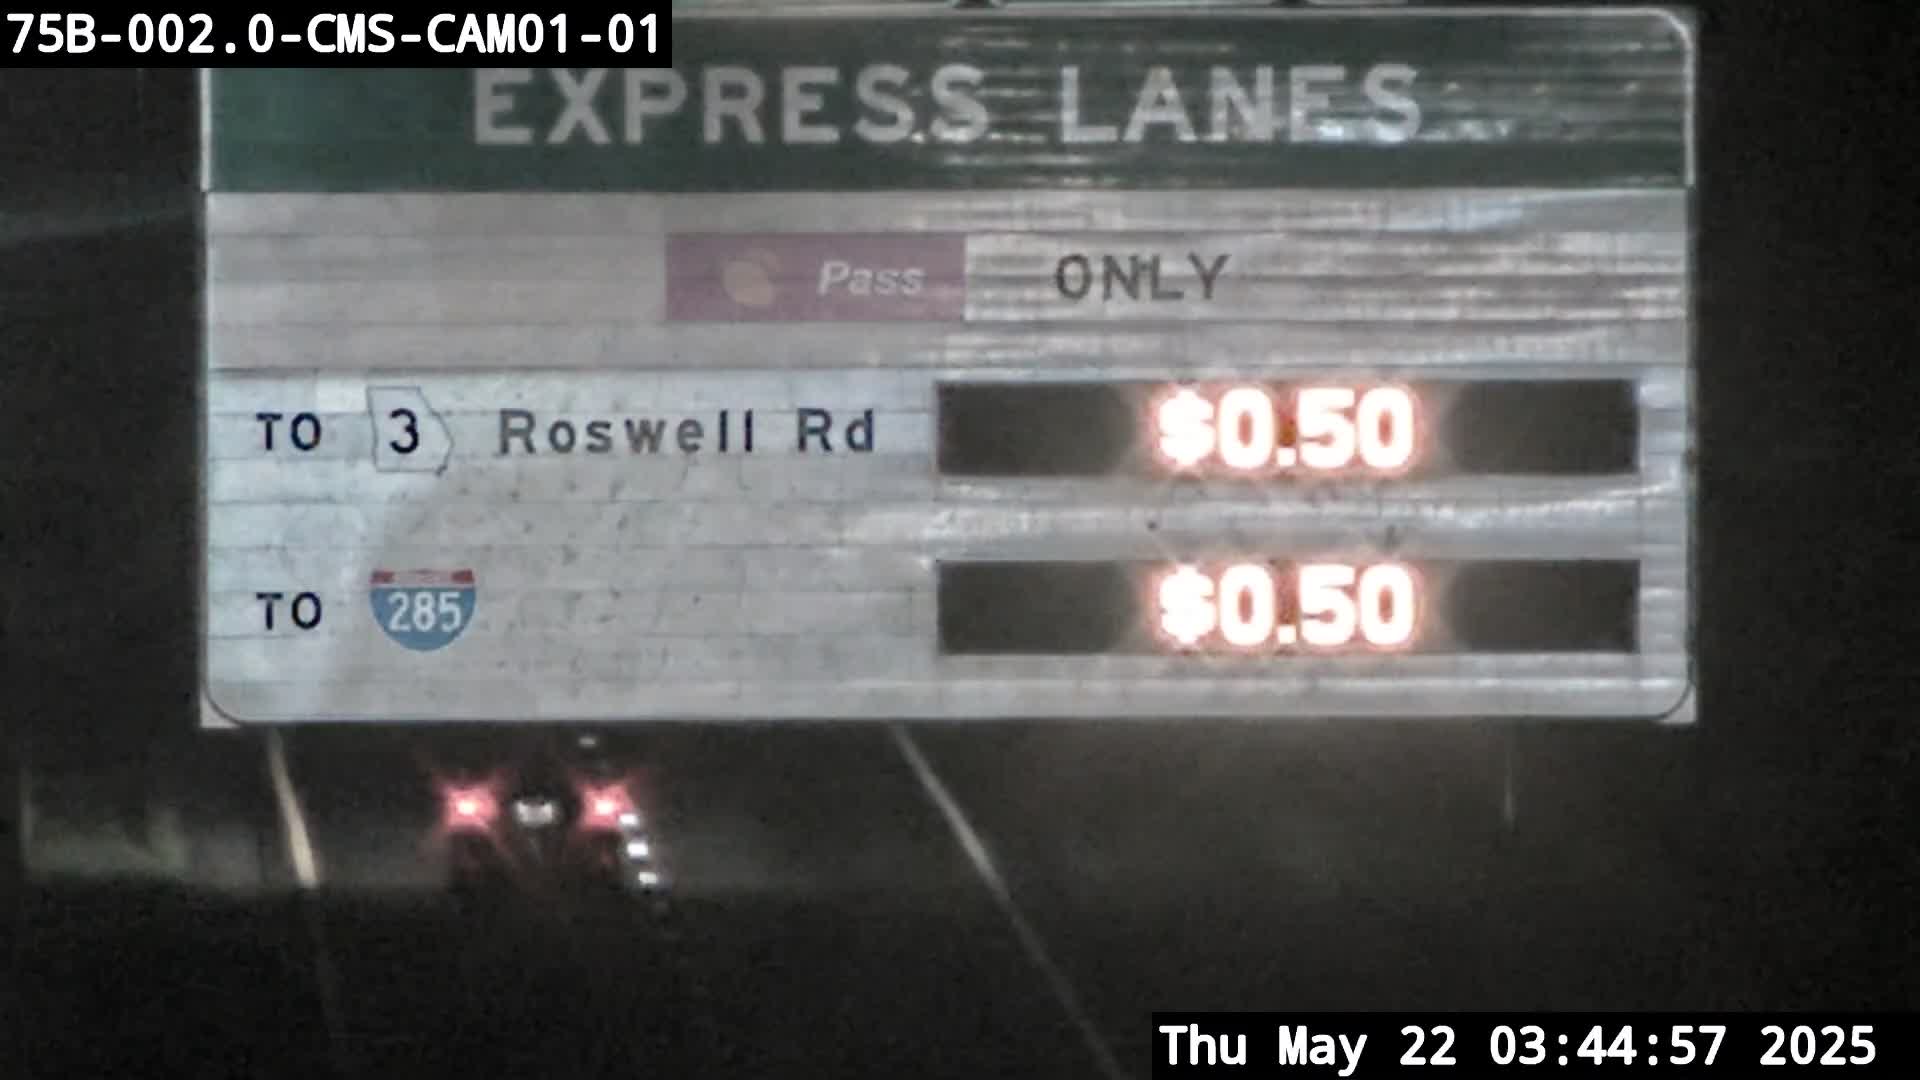 75B-002.0-CMS-CAM01-01
EXPRESS LANES
Pass ONLY
TO 3 Roswell Rd $0.50
TO 285 $0.50
Thu May 22 03:44:57 2025